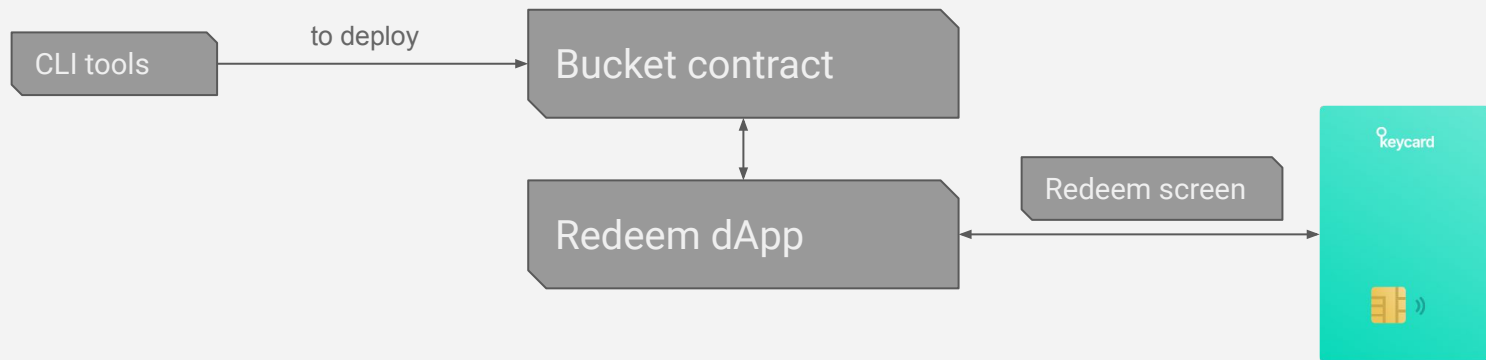 CLI tools
to deploy
Bucket contract
Redeem dApp
Redeem screen
keycard